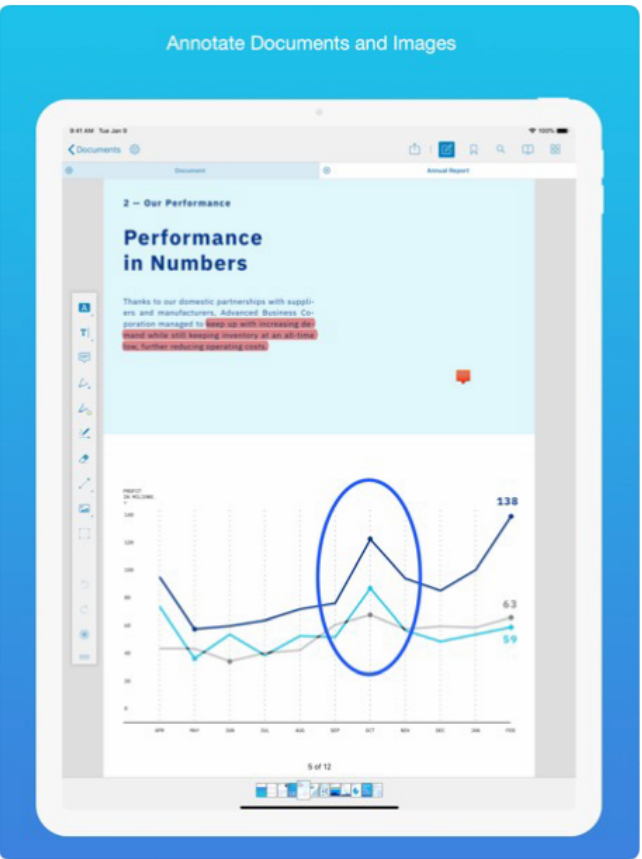 Annotate Documents and Images
9:41 AM Tue Jan 9
100%
Documents
Document
Annual Report
2 — Our Performance
Performance
in Numbers
Thanks to our domestic partnerships with suppli-
ers and manufacturers, Advanced Business Co-
poration managed to keep up with increasing de-
mand while still keeping inventory at an all-time
low, further reducing operating costs.
A
T
PROFIT
IN MILIONS
140
138
120
100
80
63
60
59
40
20
0
APR MAY JUN JUL AUG SEP OCT NOV DEC JAN FEB
5 of 12